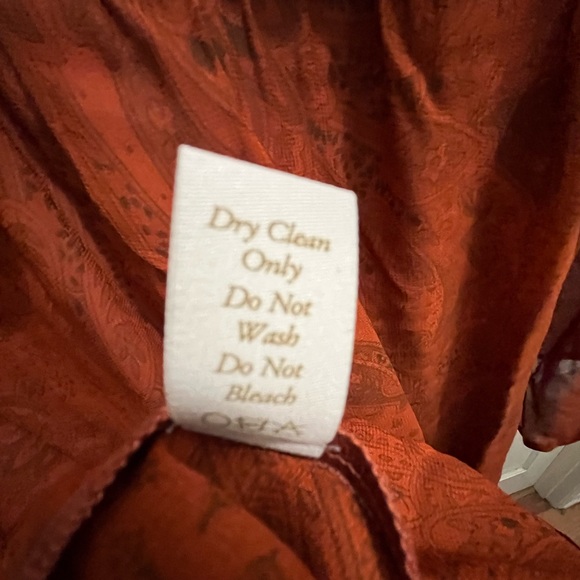 Dry Clean
Only
Do Not
Wash
Do Not
Bleach